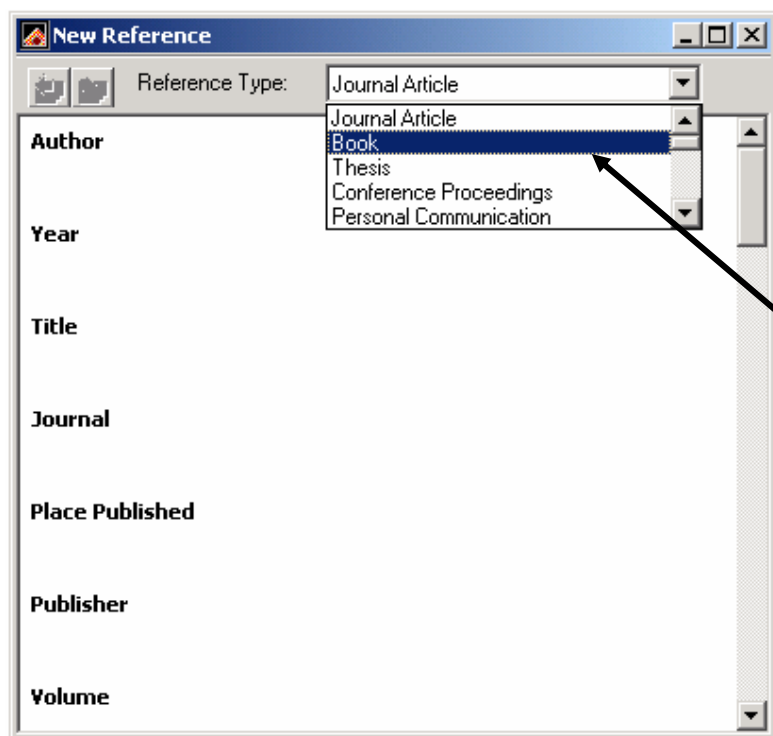 New Reference
Reference Type: Journal Article
Journal Article
Book
Thesis
Conference Proceedings
Personal Communication
Author
Year
Title
Journal
Place Published
Publisher
Volume